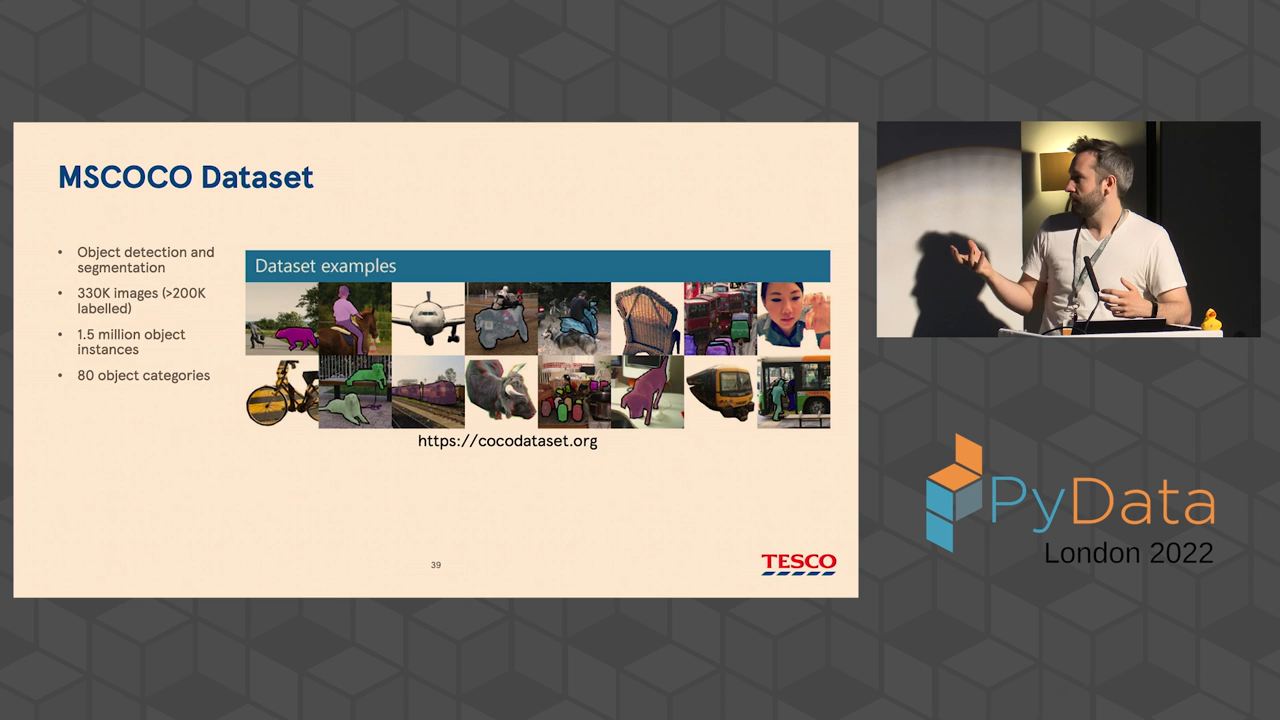 MSCOCO Dataset
• Object detection and
segmentation
• 330K images (>200K
labelled)
• 1.5 million object
instances
• 80 object categories
Dataset examples
https://cocodataset.org
39
TESCO
PyData
London 2022